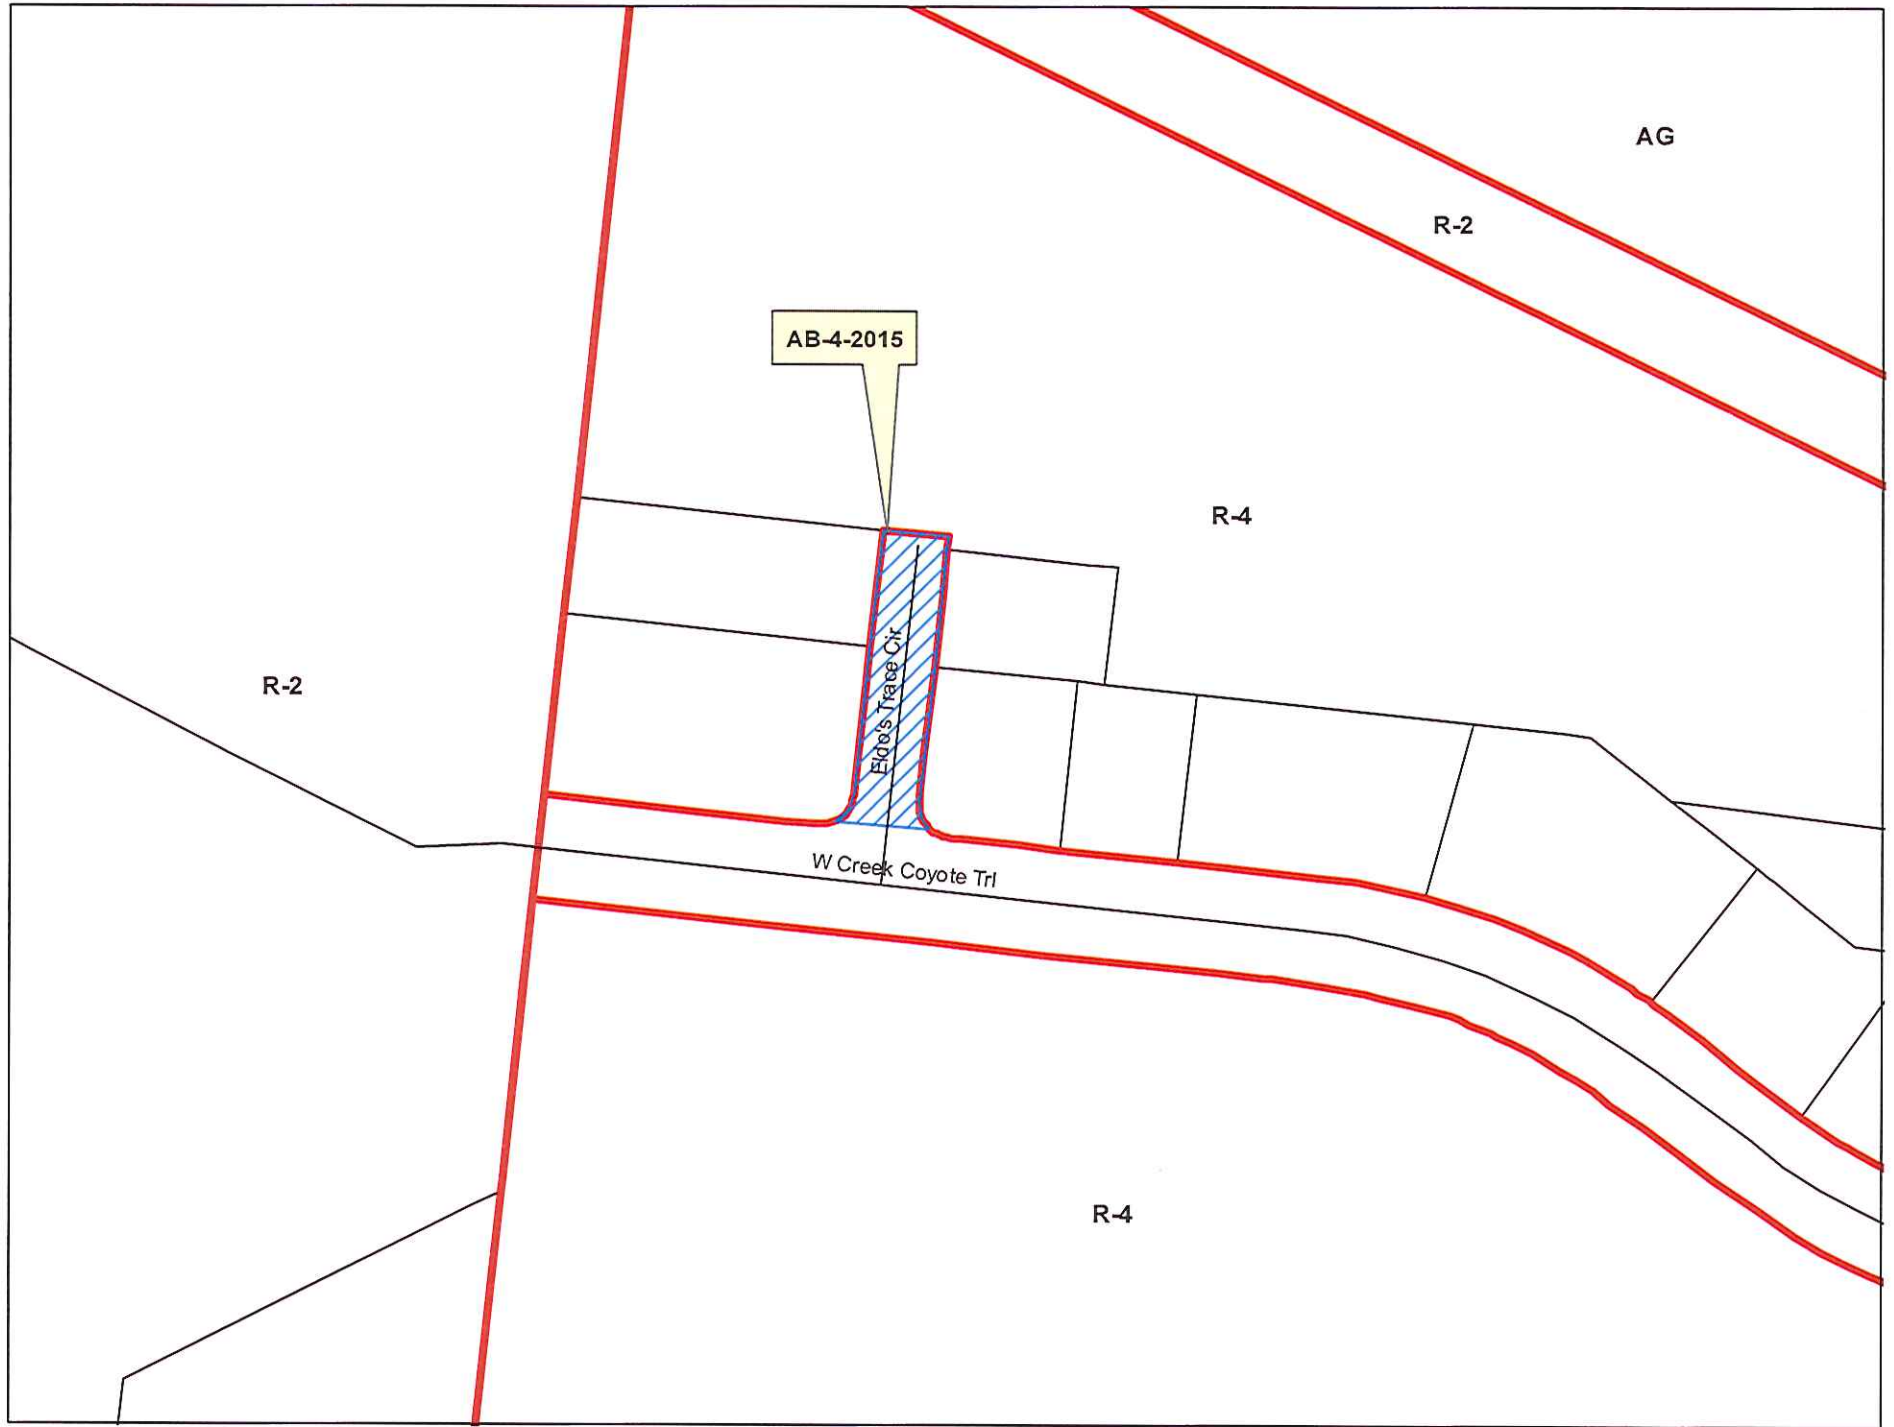 AG
R-2
AB-4-2015
R-4
R-2
Eldo's Trace Cir
W Creek Coyote Trl
R-4